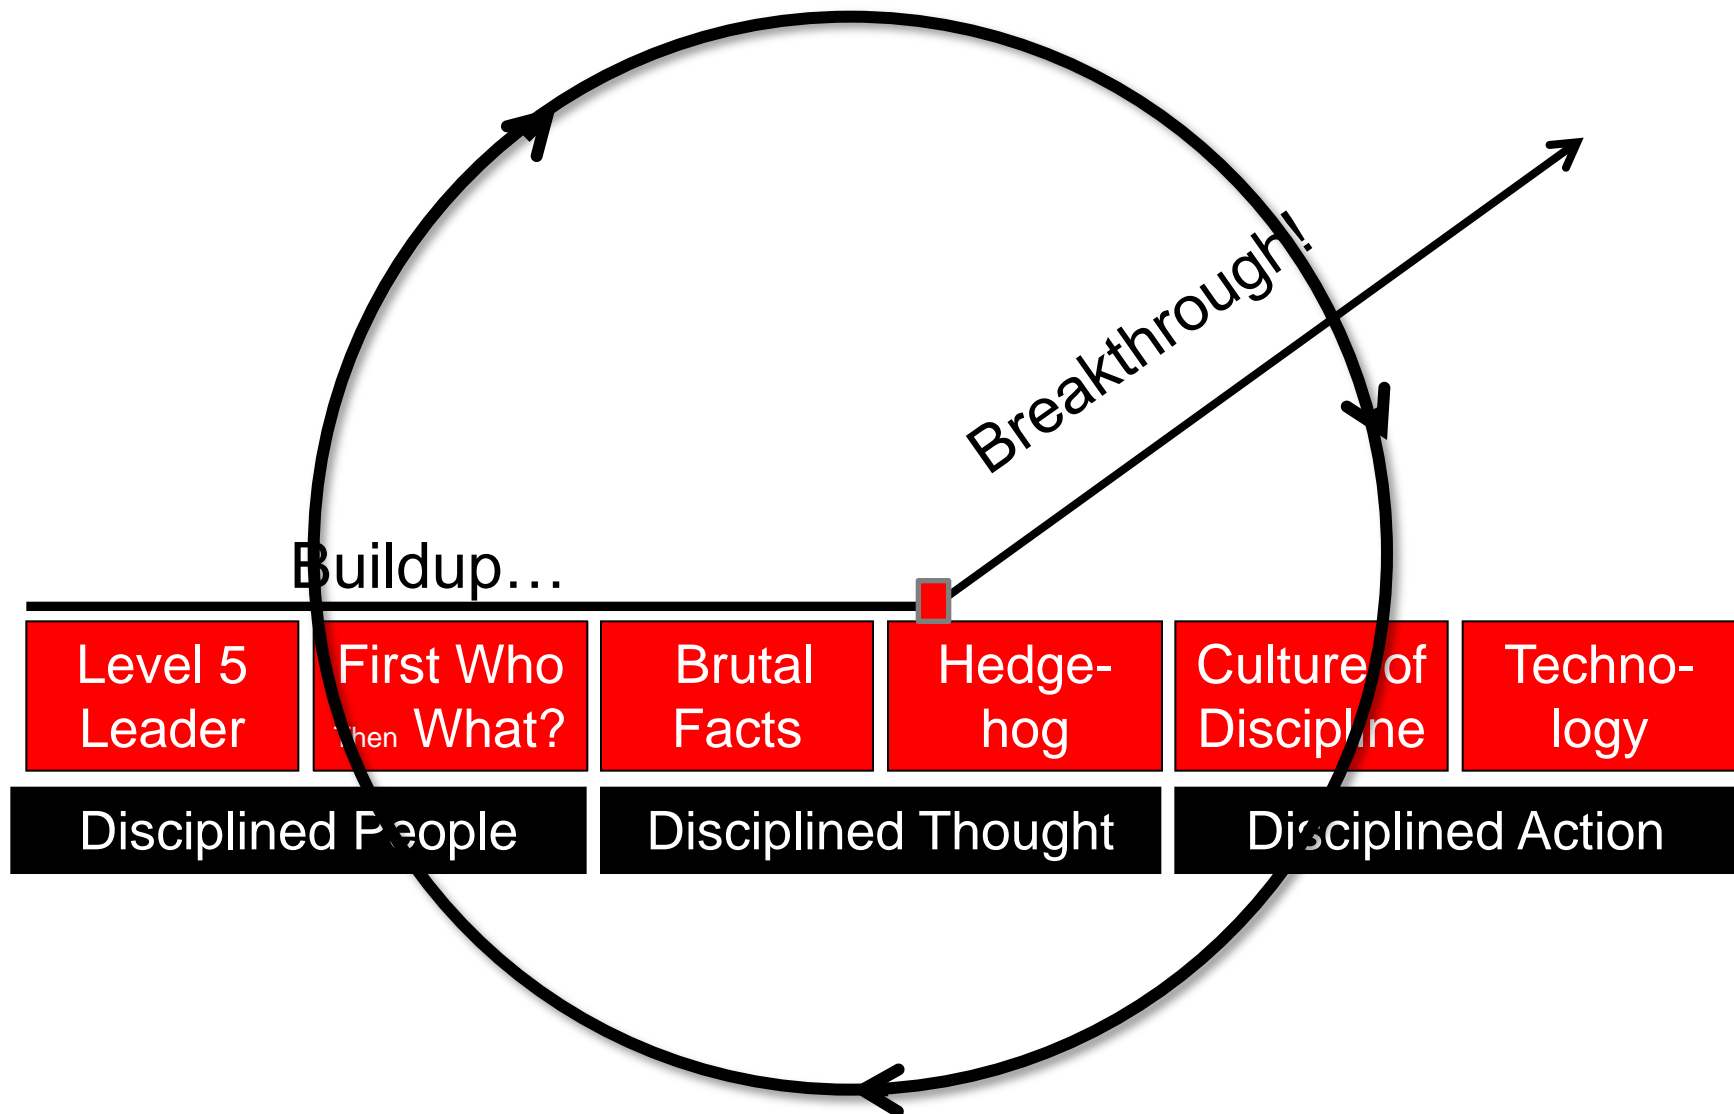 Breakthrough!
Buildup…
Level 5
Leader
First Who
Then What?
Brutal
Facts
Hedge-
hog
Culture of
Discipline
Techno-
logy
Disciplined People
Disciplined Thought
Disciplined Action